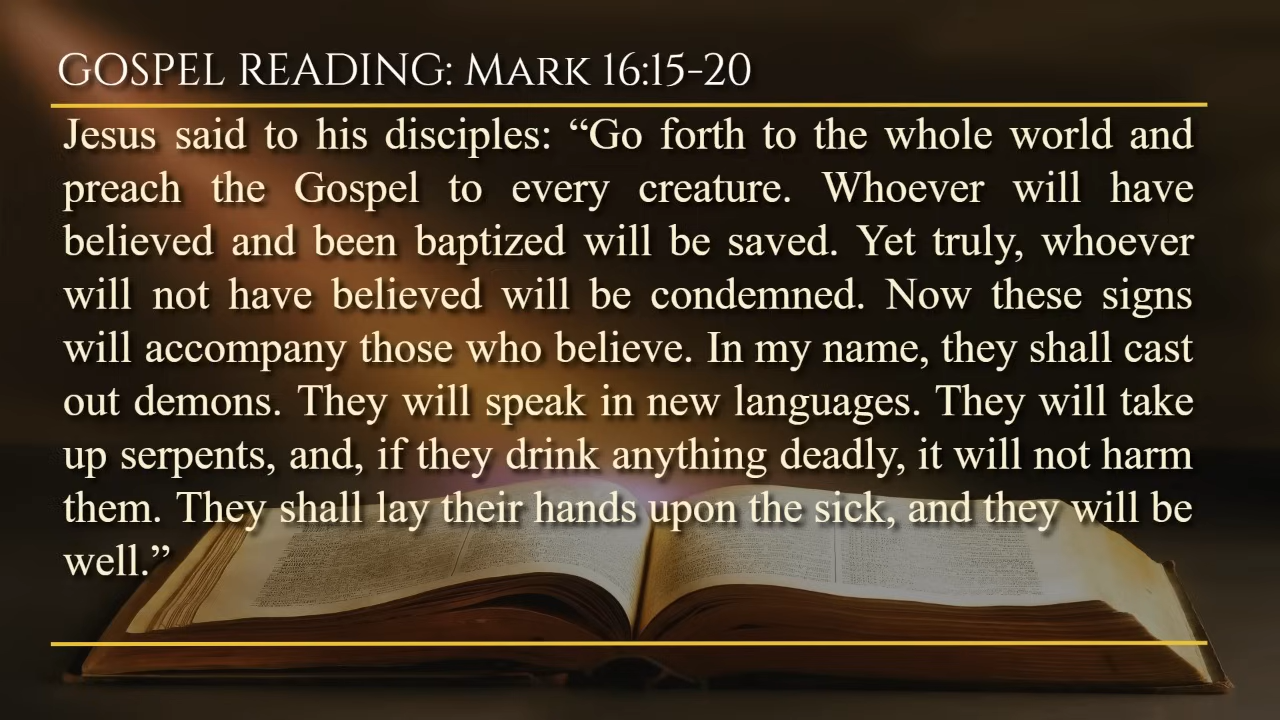 GOSPEL READING: MARK 16:15-20
Jesus said to his disciples: “Go forth to the whole world and
preach the Gospel to every creature. Whoever will have
believed and been baptized will be saved. Yet truly, whoever
will not have believed will be condemned. Now these signs
will accompany those who believe. In my name, they shall cast
out demons. They will speak in new languages. They will take
up serpents, and, if they drink anything deadly, it will not harm
them. They shall lay their hands upon the sick, and they will be
well.”